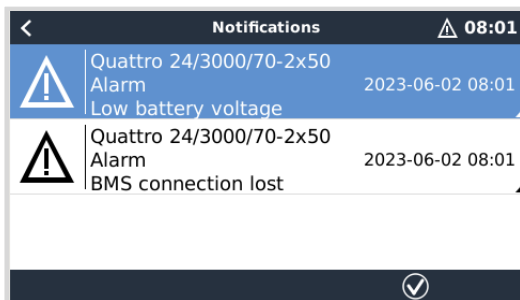 Notifications
08:01
Quattro 24/3000/70-2x50
Alarm
2023-06-02 08:01
Low battery voltage
Quattro 24/3000/70-2x50
Alarm
2023-06-02 08:01
BMS connection lost